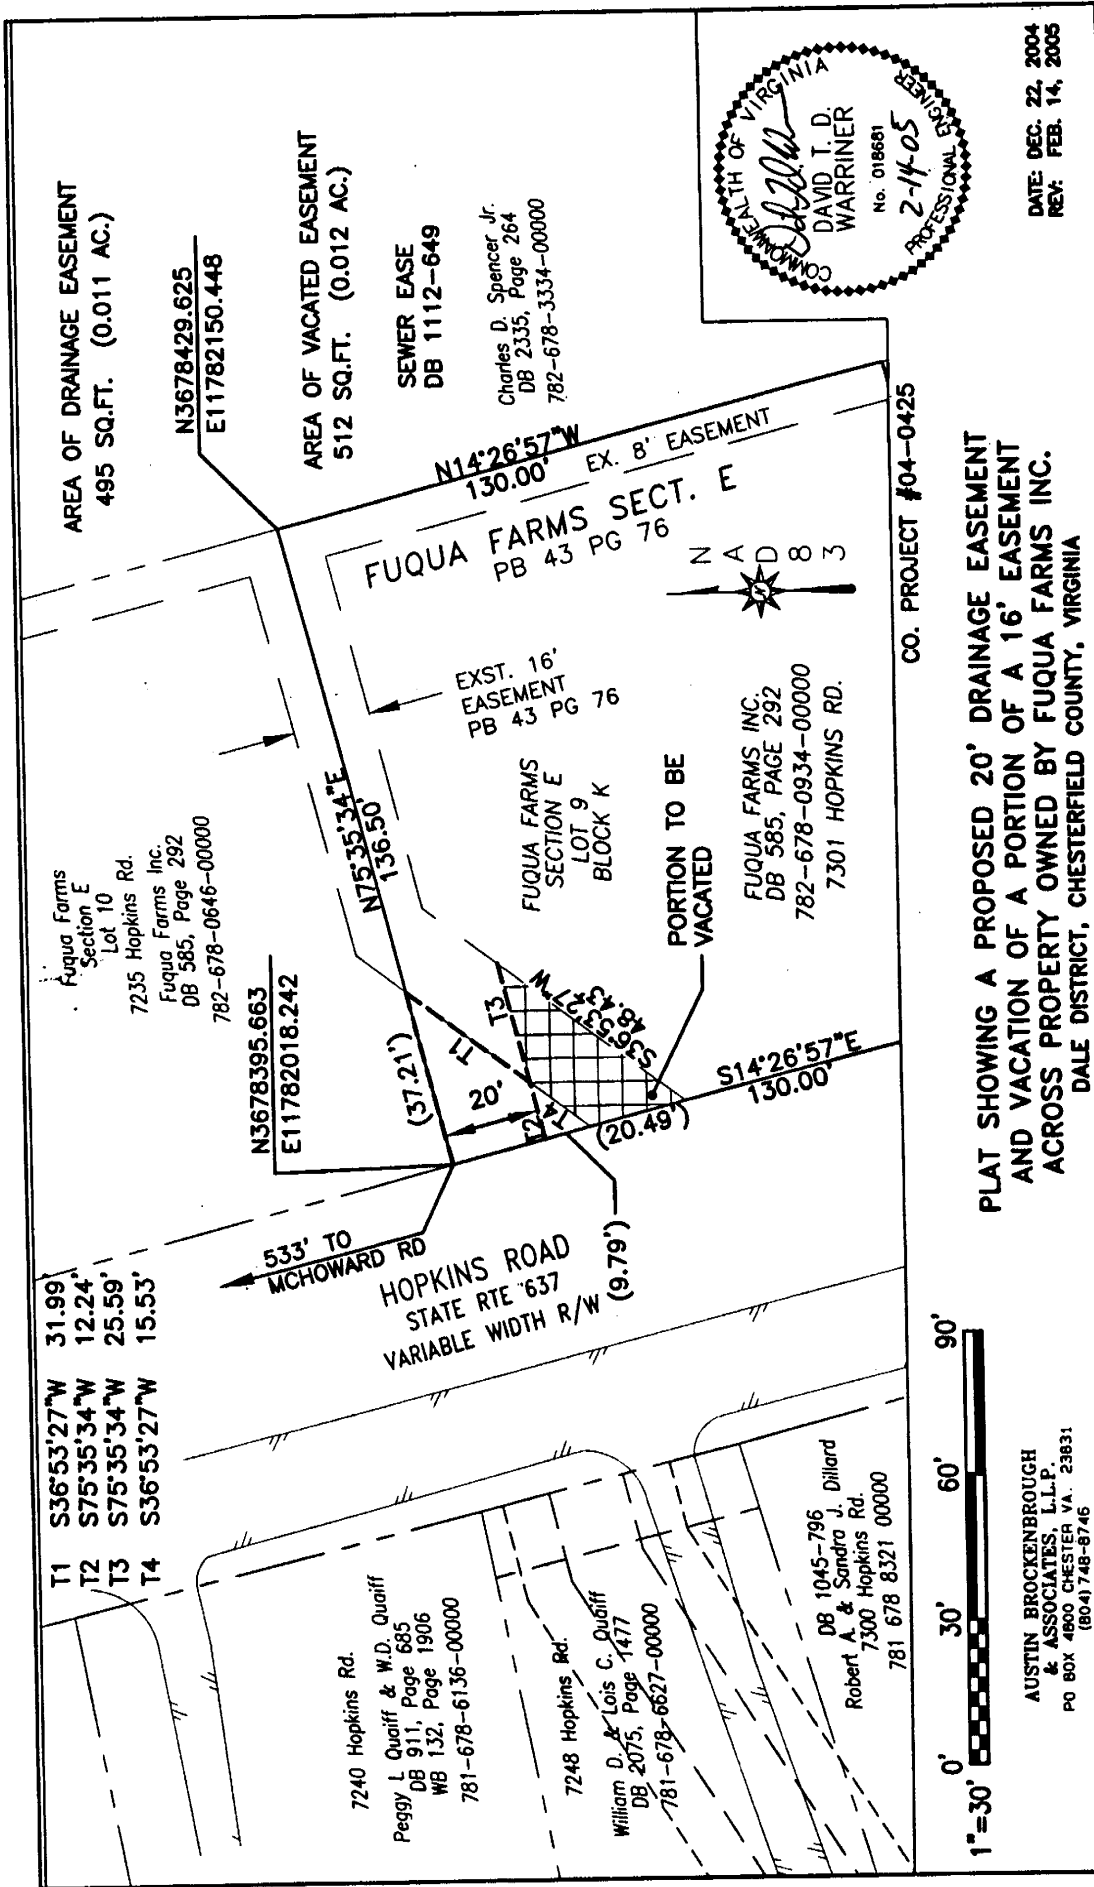 T1 S36°53'27"W 31.99'
T2 S75°35'34"W 12.24'
T3 S75°35'34"W 25.59'
T4 S36°53'27"W 15.53'
Fuqua Farms
Section E
Lot 10
7235 Hopkins Rd.
Fuqua Farms Inc.
DB 585, Page 292
782-678-0646-00000
AREA OF DRAINAGE EASEMENT
495 SQ.FT. (0.011 AC.)
N3678429.625
E11782150.448
N3678395.663
E11782018.242
AREA OF VACATED EASEMENT
512 SQ.FT. (0.012 AC.)
SEWER EASE
DB 1112-649
Charles D. Spencer Jr.
DB 2335, Page 264
782-678-3334-00000
533' TO
MCHOWARD RD
HOPKINS ROAD
STATE RTE 637
VARIABLE WIDTH R/W
(9.79')
(37.21')
N75°35'34"E
136.50'
20'
T1
T2
T3
T4
(20.49')
S36°53'27"W
48.43'
S14°26'57"E
130.00'
N14°26'57"W
130.00'
EX. 8' EASEMENT
FUQUA FARMS SECT. E
PB 43 PG 76
EXST. 16'
EASEMENT
PB 43 PG 76
FUQUA FARMS
SECTION E
LOT 9
BLOCK K
PORTION TO BE
VACATED
FUQUA FARMS INC.
DB 585, PAGE 292
782-678-0934-00000
7301 HOPKINS RD.
N
A
D
8
3
N
7240 Hopkins Rd.
Peggy L Quaiff & W.D. Quaiff
DB 911, Page 685
WB 132, Page 1906
781-678-6136-00000
7248 Hopkins Rd.
William D. & Lois C. Quaiff
DB 2075, Page 1477
781-678-6627-00000
DB 1045-796
Robert A. & Sandra J. Dillard
7300 Hopkins Rd.
781 678 8321 00000
COMMONWEALTH OF VIRGINIA
DAVID T. D.
WARRINER
No. 018681
2-14-05
PROFESSIONAL ENGINEER
CO. PROJECT #04-0425
1"=30'
0' 30' 60' 90'
AUSTIN BROCKENBROUGH
& ASSOCIATES, L.L.P.
PO BOX 4800 CHESTER VA. 23831
(804) 748-8746
PLAT SHOWING A PROPOSED 20' DRAINAGE EASEMENT
AND VACATION OF A PORTION OF A 16' EASEMENT
ACROSS PROPERTY OWNED BY FUQUA FARMS INC.
DALE DISTRICT, CHESTERFIELD COUNTY, VIRGINIA
DATE: DEC. 22, 2004
REV: FEB. 14, 2005